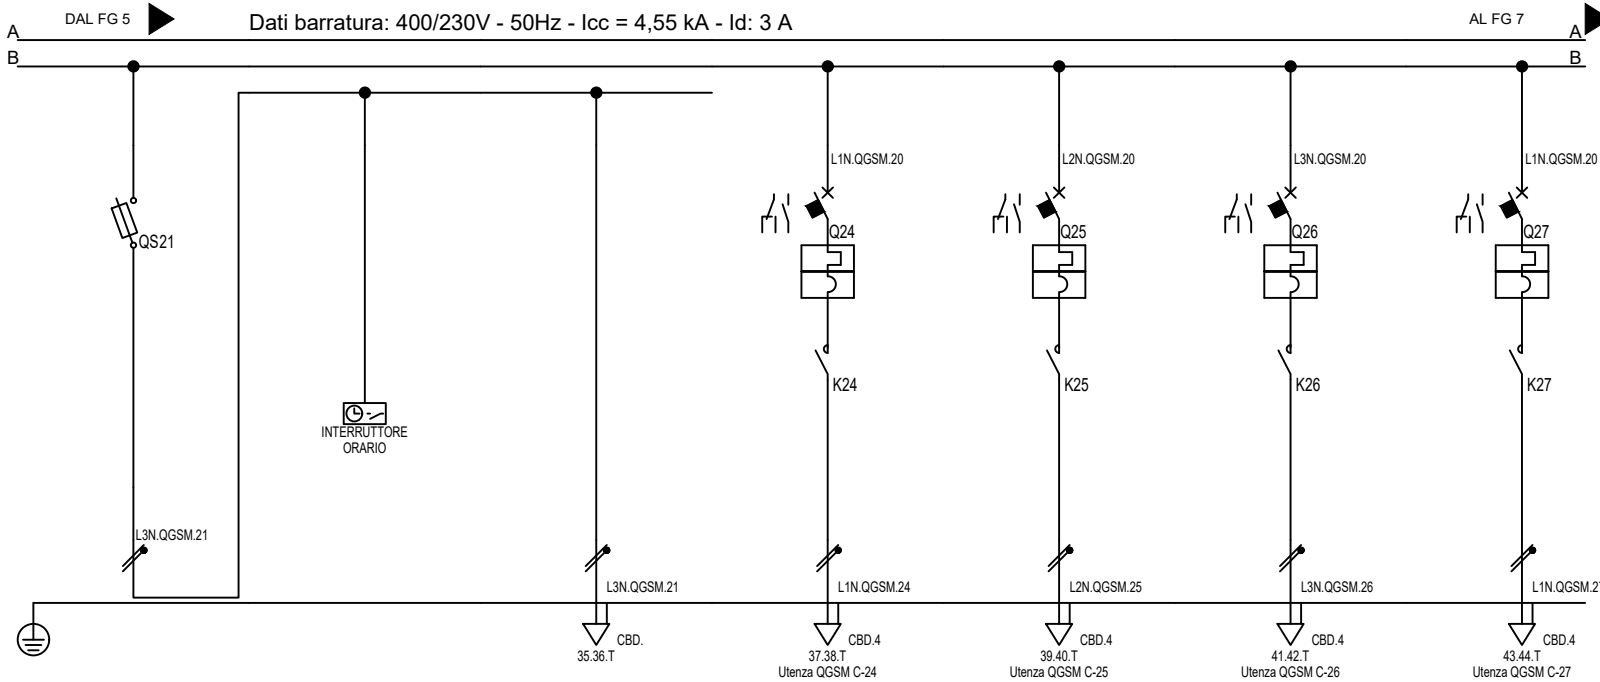 DAL FG 5
Dati barratura: 400/230V - 50Hz - Icc = 4,55 kA - Id: 3 A
AL FG 7
A
A
B
B
L1N.QGSM.20
L2N.QGSM.20
L3N.QGSM.20
L1N.QGSM.20
QS21
Q24
Q25
Q26
Q27
K24
K25
K26
K27
INTERRUTTORE
ORARIO
L3N.QGSM.21
L3N.QGSM.21
L1N.QGSM.24
L2N.QGSM.25
L3N.QGSM.26
L1N.QGSM.27
CBD.
CBD.4
CBD.4
CBD.4
CBD.4
35.36.T
37.38.T
39.40.T
41.42.T
43.44.T
Utenza QGSM C-24
Utenza QGSM C-25
Utenza QGSM C-26
Utenza QGSM C-27